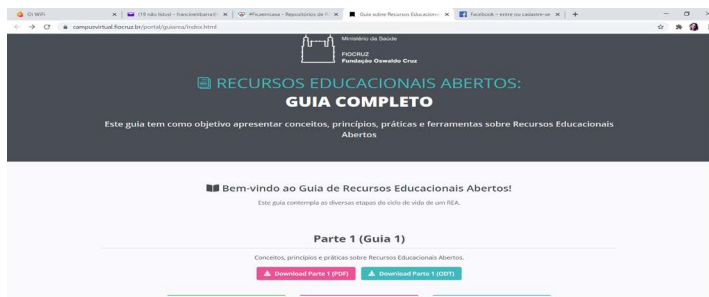 Oi WiFi
Guia sobre Recursos Educacionais
Facebook – entre ou cadastre-se
campusvirtual.fiocruz.br/portal/guiarea/index.html
Ministério da Saúde
FIOCRUZ
Fundação Oswaldo Cruz
RECURSOS EDUCACIONAIS ABERTOS:
GUIA COMPLETO
Este guia tem como objetivo apresentar conceitos, princípios, práticas e ferramentas sobre Recursos Educacionais
Abertos
Bem-vindo ao Guia de Recursos Educacionais Abertos!
Este guia contempla as diversas etapas do ciclo de vida de um REA.
Parte 1 (Guia 1)
Conceitos, princípios e práticas sobre Recursos Educacionais Abertos.
Download Parte 1 (PDF)
Download Parte 1 (ODT)